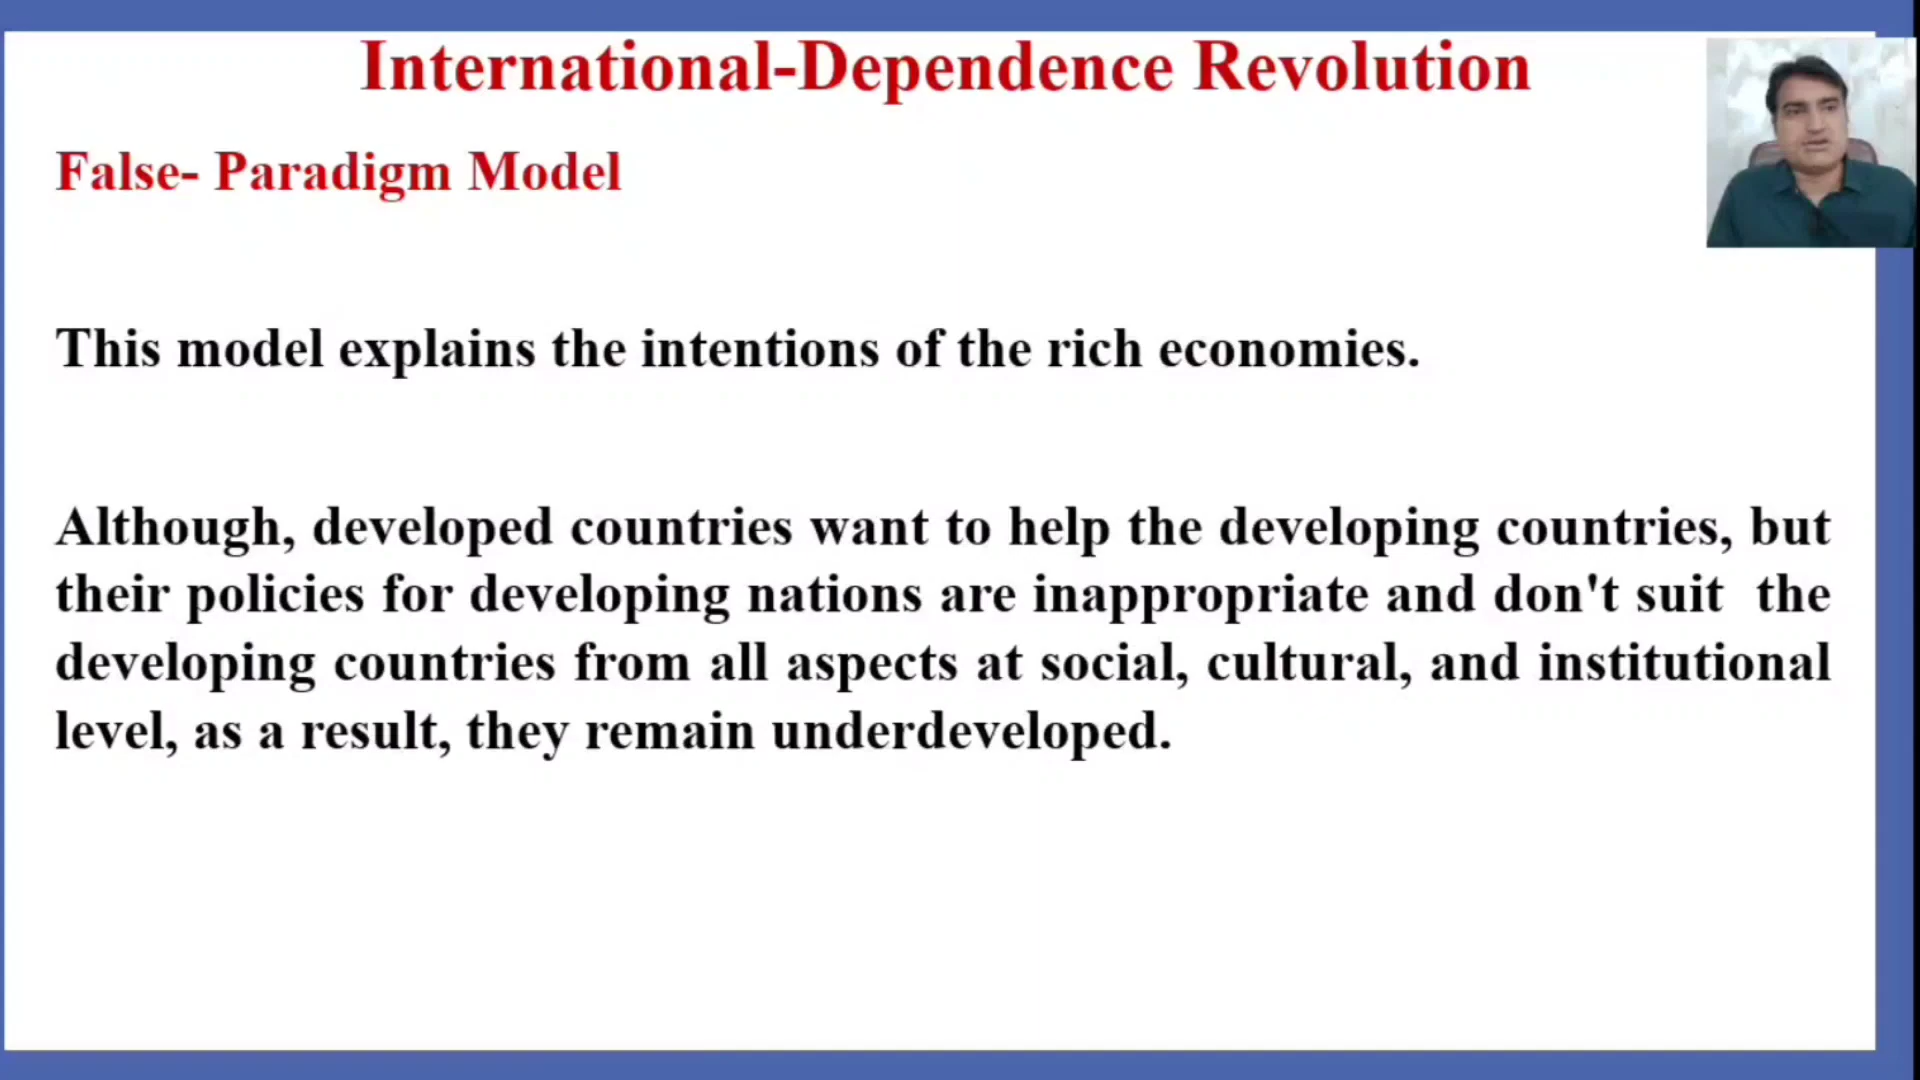 International-Dependence Revolution
False- Paradigm Model
This model explains the intentions of the rich economies.
Although, developed countries want to help the developing countries, but
their policies for developing nations are inappropriate and don't suit  the
developing countries from all aspects at social, cultural, and institutional
level, as a result, they remain underdeveloped.